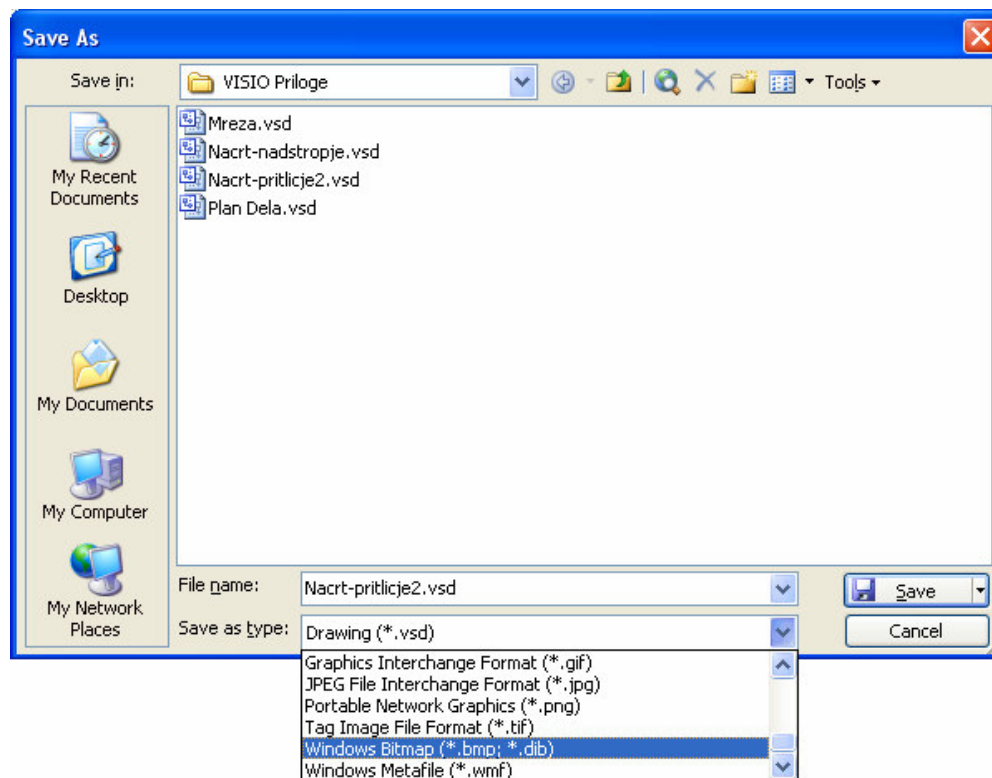 Save As
Save in:
VISIO Priloge
Tools
Mreza.vsd
Nacrt-nadstropje.vsd
Nacrt-pritlicje2.vsd
Plan Dela.vsd
My Recent
Documents
Desktop
My Documents
My Computer
My Network
Places
File name:
Nacrt-pritlicje2.vsd
Save
Save as type:
Drawing (*.vsd)
Cancel
Graphics Interchange Format (*.gif)
JPEG File Interchange Format (*.jpg)
Portable Network Graphics (*.png)
Tag Image File Format (*.tif)
Windows Bitmap (*.bmp; *.dib)
Windows Metafile (*.wmf)